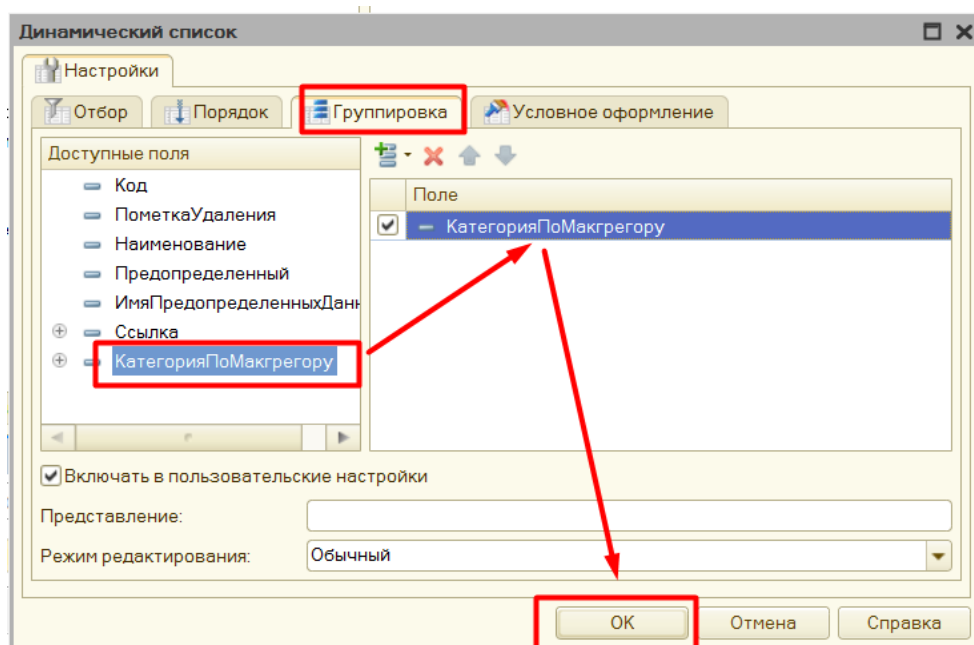 Динамический список
Настройки
Отбор Порядок Группировка Условное оформление
Доступные поля
Код
ПометкаУдаления
Наименование
Предопределенный
ИмяПредопределенныхДанн
Ссылка
КатегорияПоМакгрегору
Поле
КатегорияПоМакгрегору
Включать в пользовательские настройки
Представление:
Режим редактирования: Обычный
ОК Отмена Справка